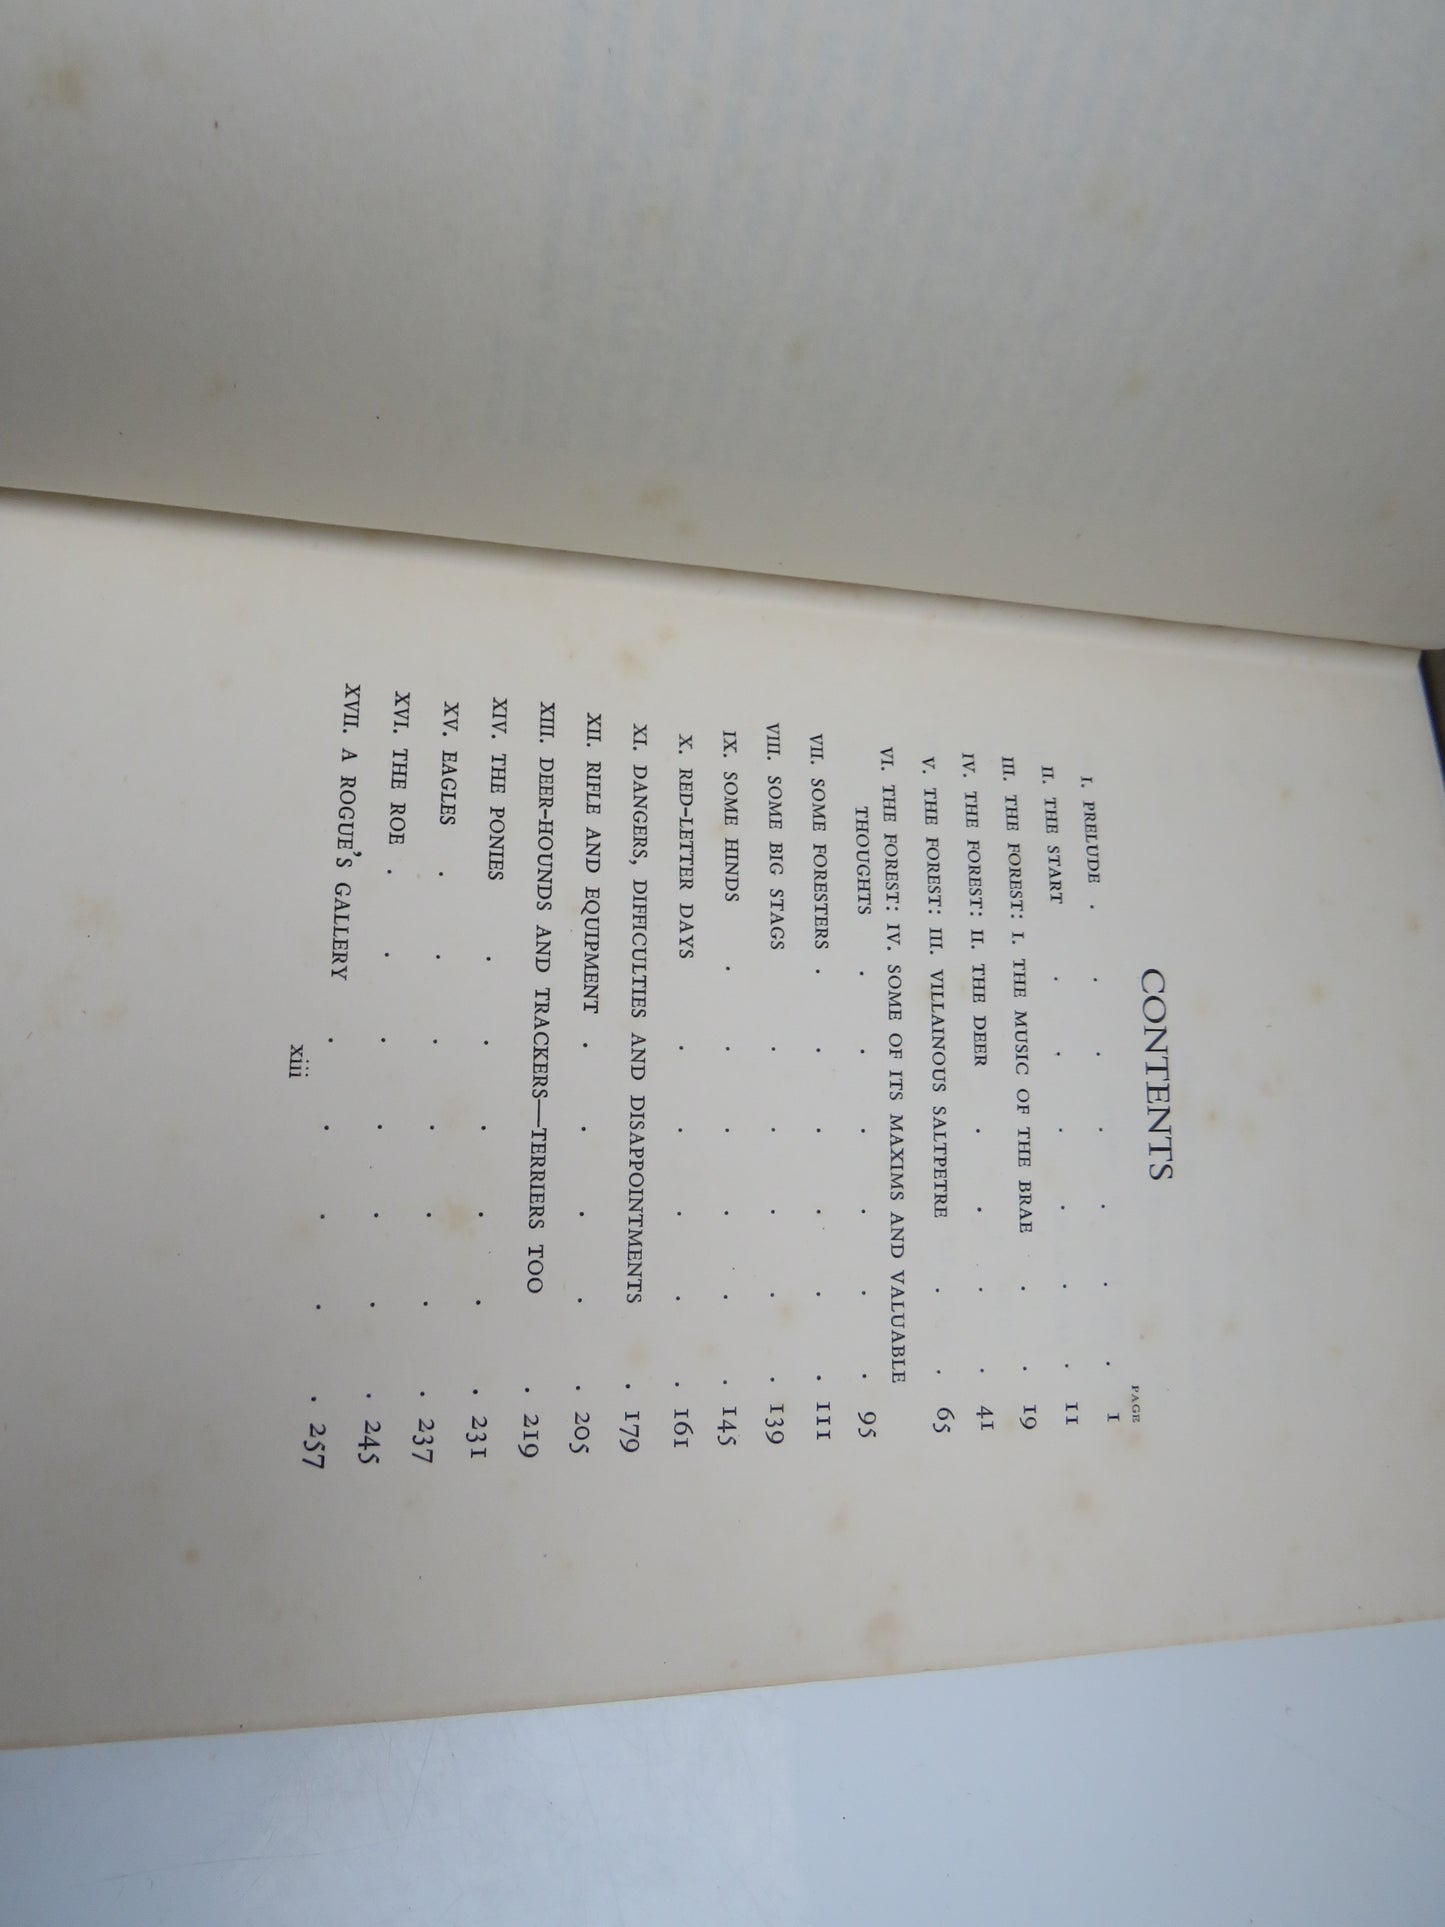 CONTENTS
PAGE
I. PRELUDE . . . . . . . 1
II. THE START . . . . . . 11
III. THE FOREST: I. THE MUSIC OF THE BRAE . . 19
IV. THE FOREST: II. THE DEER . . . . 41
V. THE FOREST: III. VILLAINOUS SALTPETRE . . 65
VI. THE FOREST: IV. SOME OF ITS MAXIMS AND VALUABLE
THOUGHTS . . . . . . 95
VII. SOME FORESTERS . . . . . . 111
VIII. SOME BIG STAGS . . . . . 139
IX. SOME HINDS . . . . . . 145
X. RED-LETTER DAYS . . . . . 161
XI. DANGERS, DIFFICULTIES AND DISAPPOINTMENTS . 179
XII. RIFLE AND EQUIPMENT . . . . . 205
XIII. DEER-HOUNDS AND TRACKERS—TERRIERS TOO . 219
XIV. THE PONIES . . . . . . 231
XV. EAGLES . . . . . . . 237
XVI. THE ROE . . . . . . . 245
XVII. A ROGUE'S GALLERY . . . . . 257
xiii